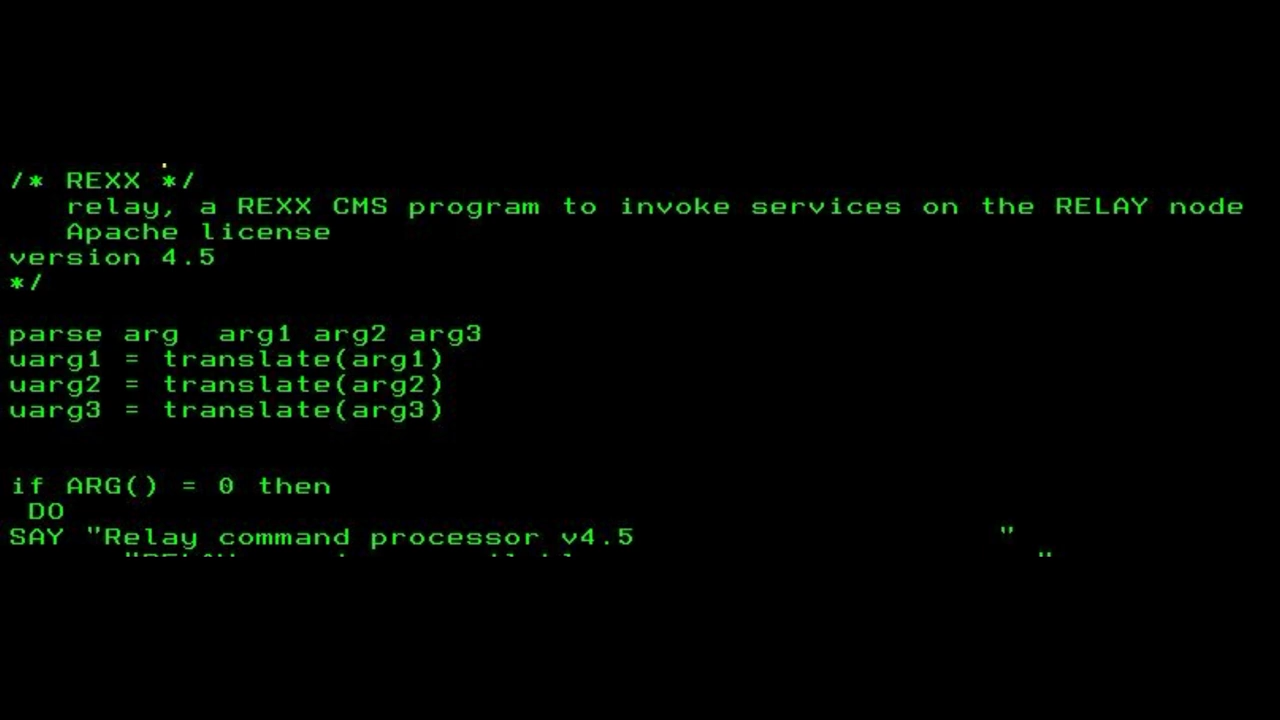 /* REXX */
relay, a REXX CMS program to invoke services on the RELAY node
Apache license
version 4.5
*/
parse arg  arg1 arg2 arg3
uarg1 = translate(arg1)
uarg2 = translate(arg2)
uarg3 = translate(arg3)
if ARG() = 0 then
DO
SAY "Relay command processor v4.5                   "